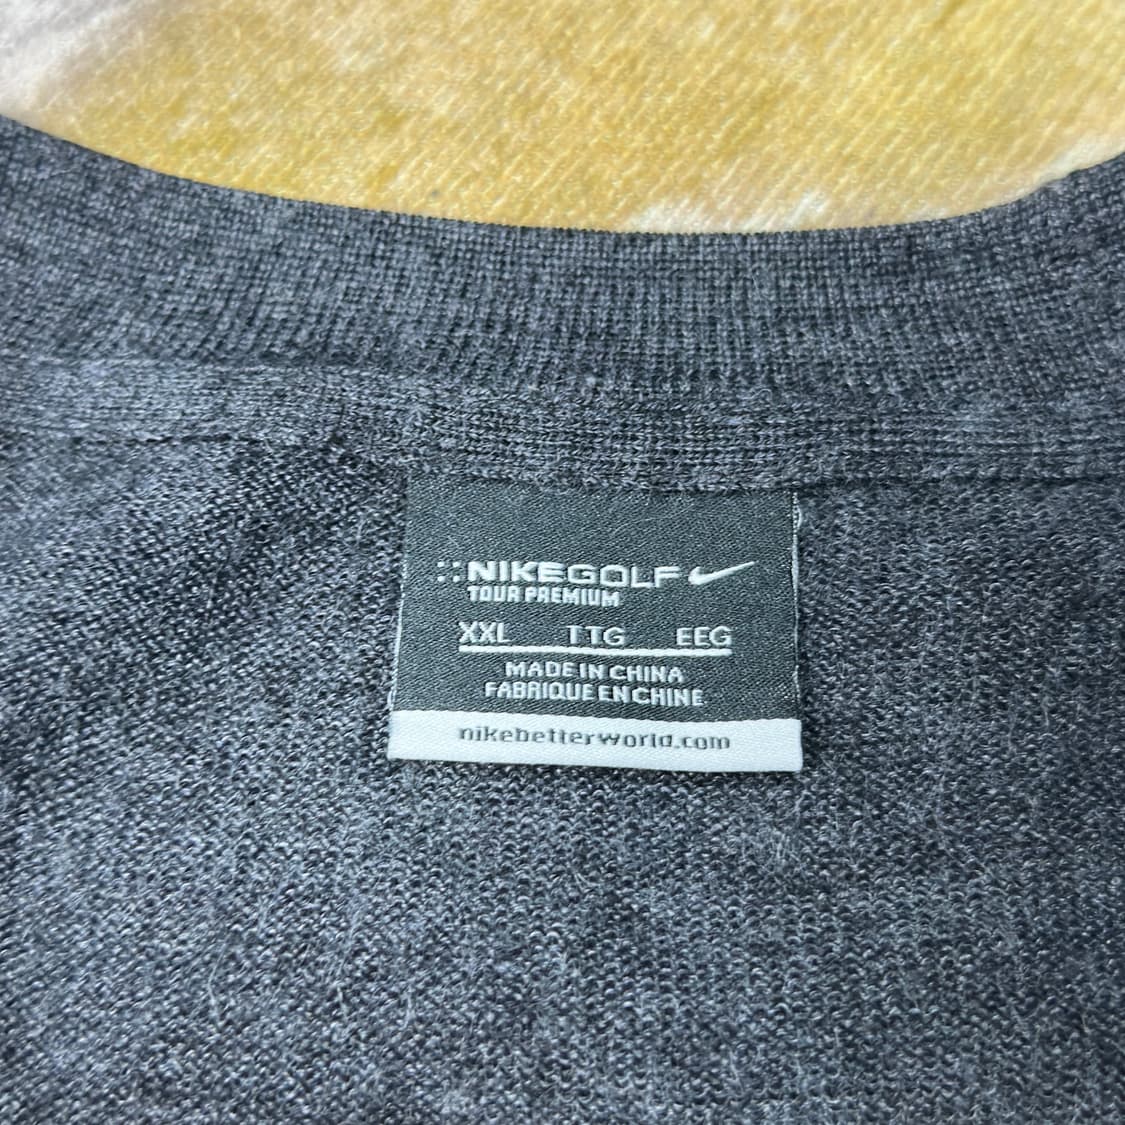 NIKEGOLF
TOUR PREMIUM
XXL TTG EEG
MADE IN CHINA
FABRIQUE EN CHINE
nikebetterworld.com